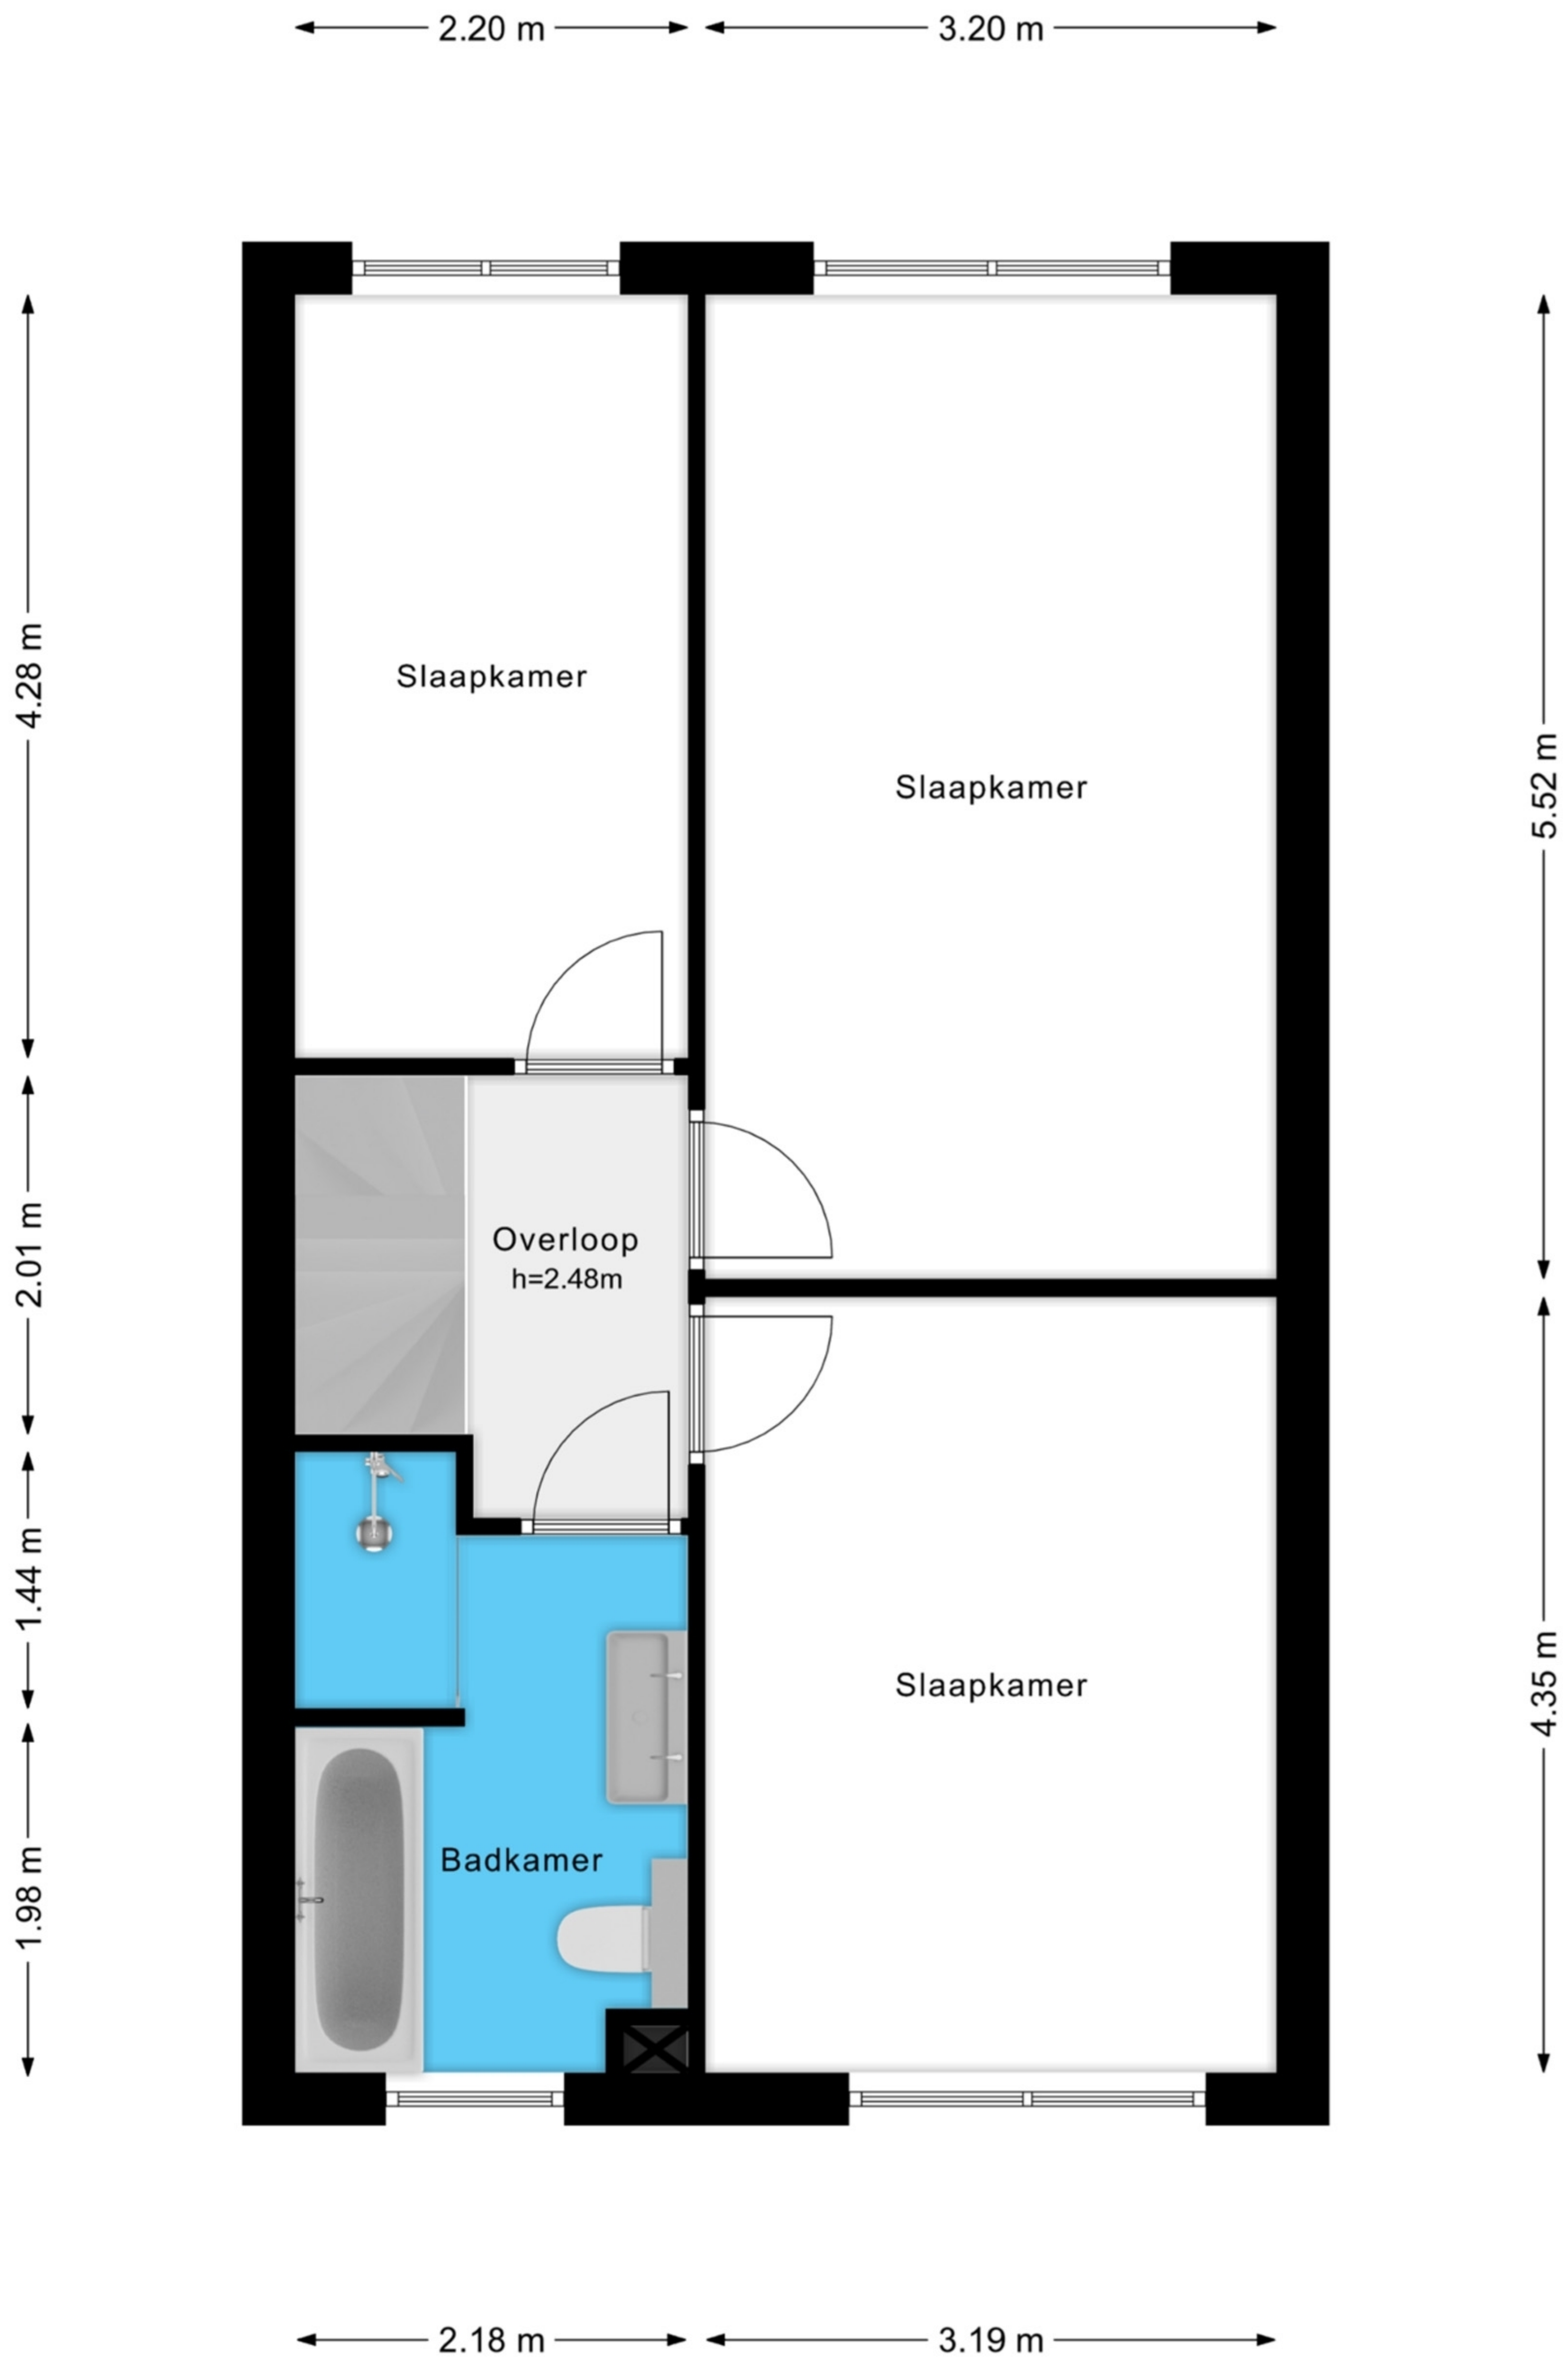 2.20 m
3.20 m
4.28 m
Slaapkamer
Slaapkamer
5.52 m
2.01 m
Overloop
h=2.48m
1.44 m
Slaapkamer
4.35 m
1.98 m
Badkamer
2.18 m
3.19 m